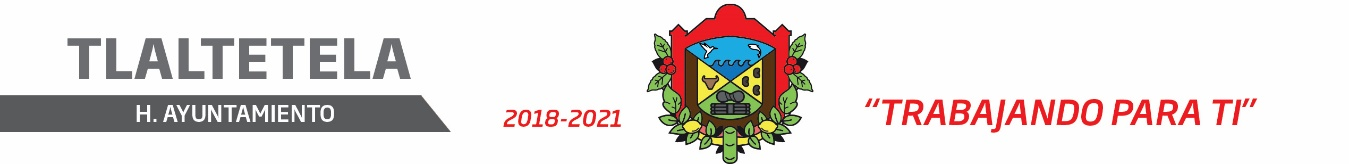 TLALTETELA
H. AYUNTAMIENTO
2018-2021
“TRABAJANDO PARA TI”